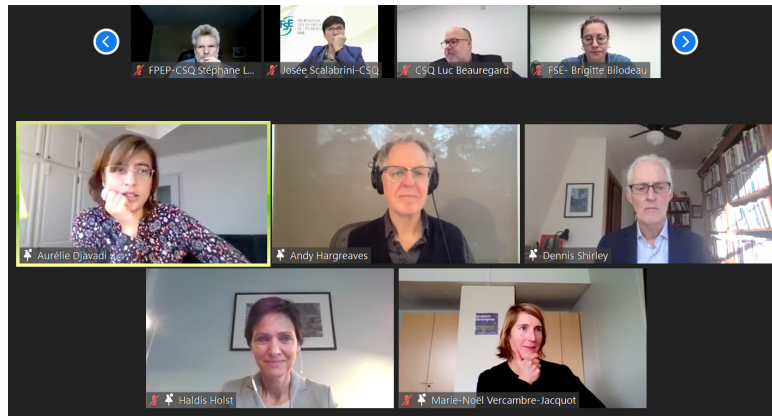 FPEP-CSQ Stéphane L...
Josée Scalabrini-CSQ
CSQ Luc Beauregard
FSE- Brigitte Bilodeau
Aurélie Djavadi
Andy Hargreaves
Dennis Shirley
Haldis Holst
Marie-Noël Vercambre-Jacquot